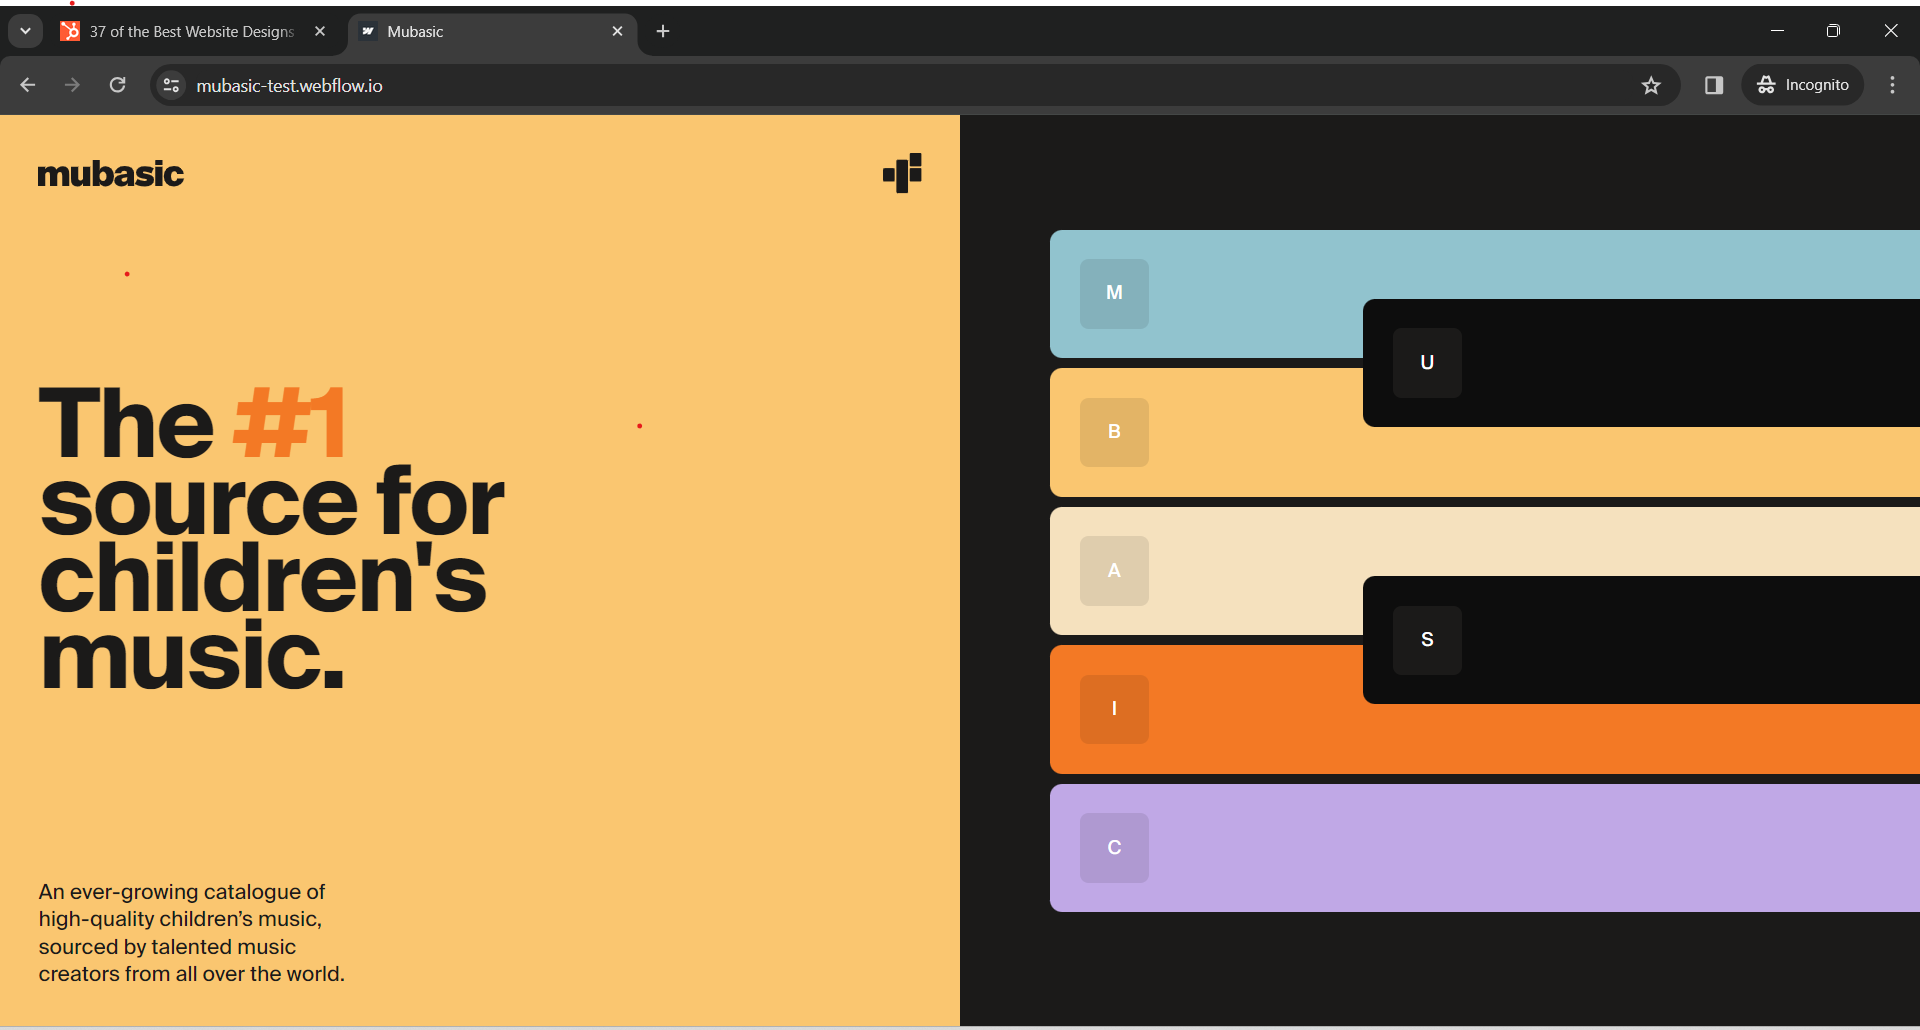 37 of the Best Website Designs
Mubasic
mubasic-test.webflow.io
Incognito
mubasic
The #1
source for
children's
music.
An ever-growing catalogue of
high-quality children’s music,
sourced by talented music
creators from all over the world.
M
U
B
A
S
I
C